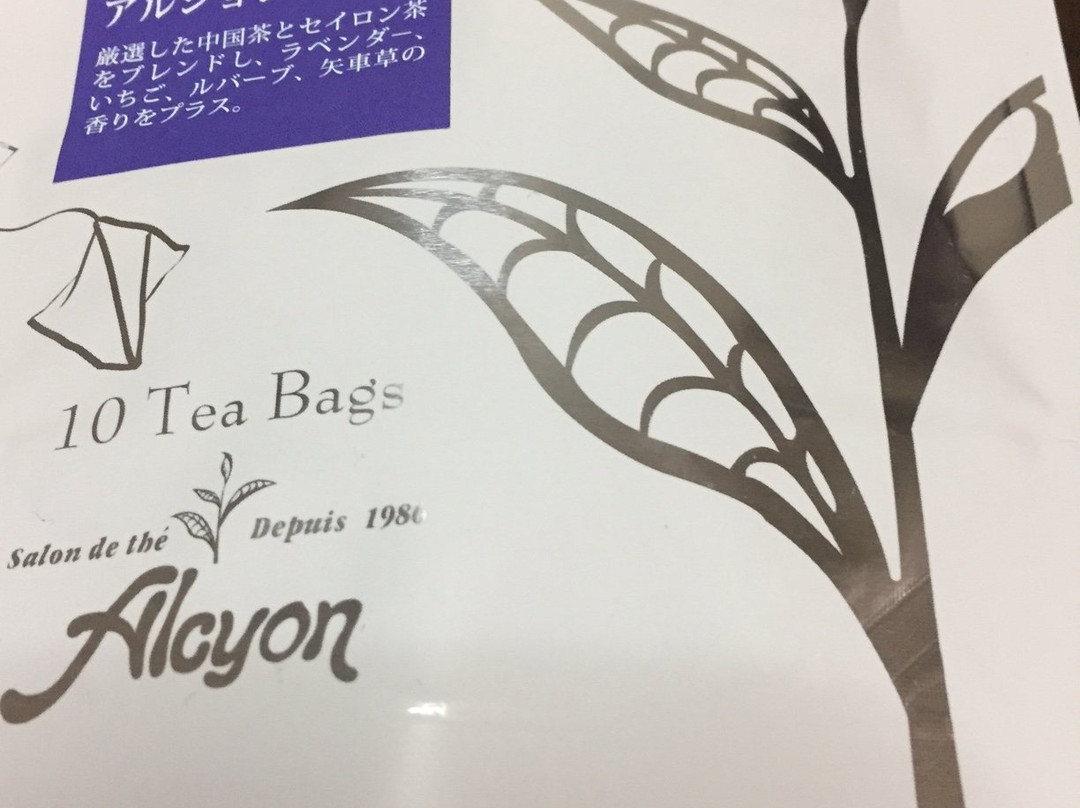 厳選した中国茶とセイロン茶
をブレンドし、ラベンダー、
いちご、ルバーブ、矢車草の
香りをプラス。
10 Tea Bags
Salon de thé Depuis
Alcyon